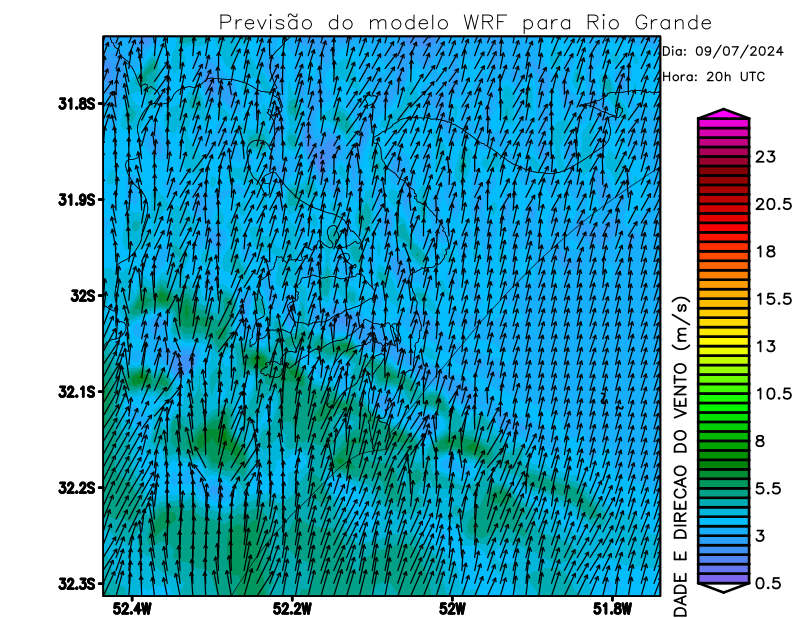 Previsão do modelo WRF para Rio Grande
Dia: 09/07/2024
Hora: 20h UTC
31.8S
31.9S
32S
32.1S
32.2S
32.3S
52.4W
52.2W
52W
51.8W
23
20.5
18
15.5
13
10.5
8
5.5
3
0.5
DADE E DIRECAO DO VENTO (m/s)